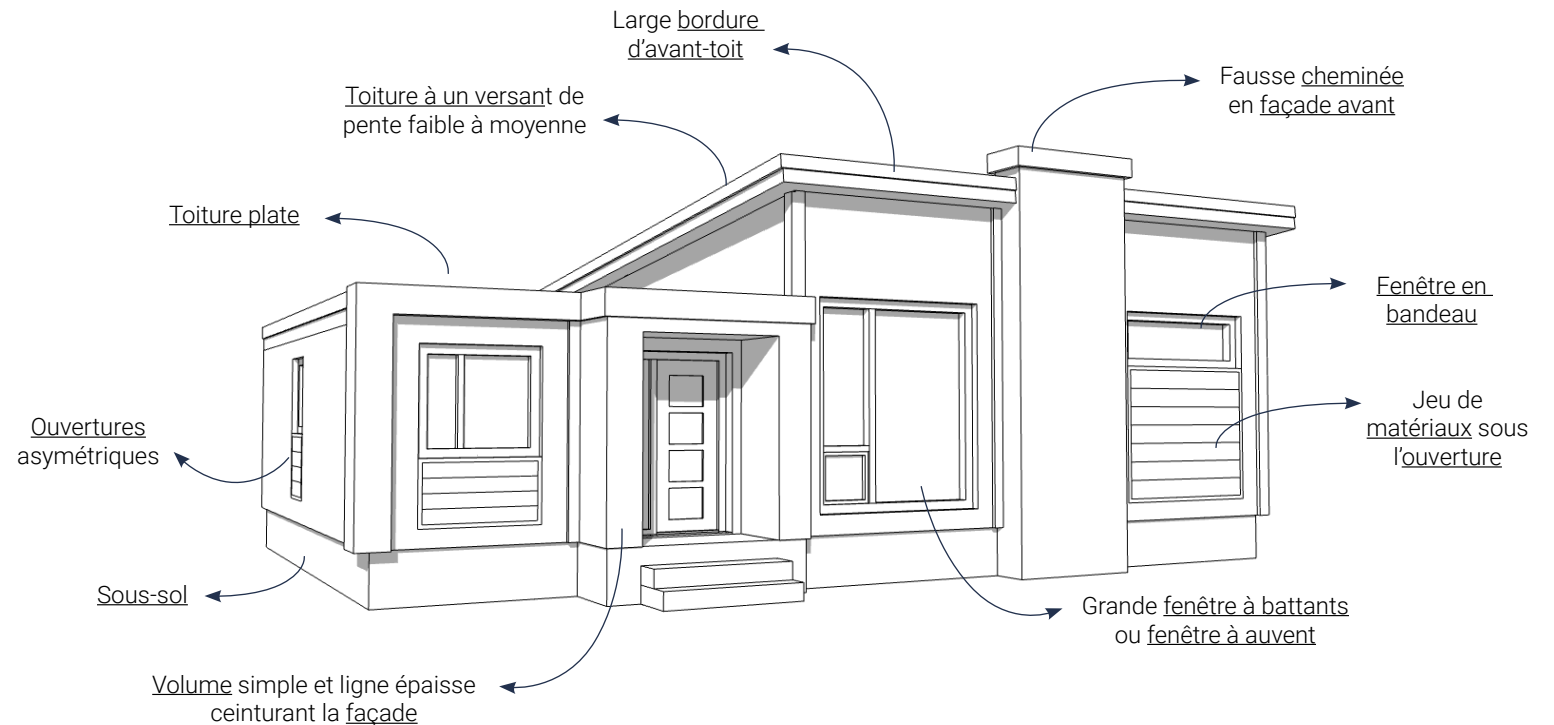 Large bordure
d'avant-toit
Fausse cheminée
en façade avant
Toiture à un versant de
pente faible à moyenne
Toiture plate
Fenêtre en
bandeau
Jeu de
matériaux sous
l'ouverture
Ouvertures
asymétriques
Sous-sol
Grande fenêtre à battants
ou fenêtre à auvent
Volume simple et ligne épaisse
ceinturant la façade